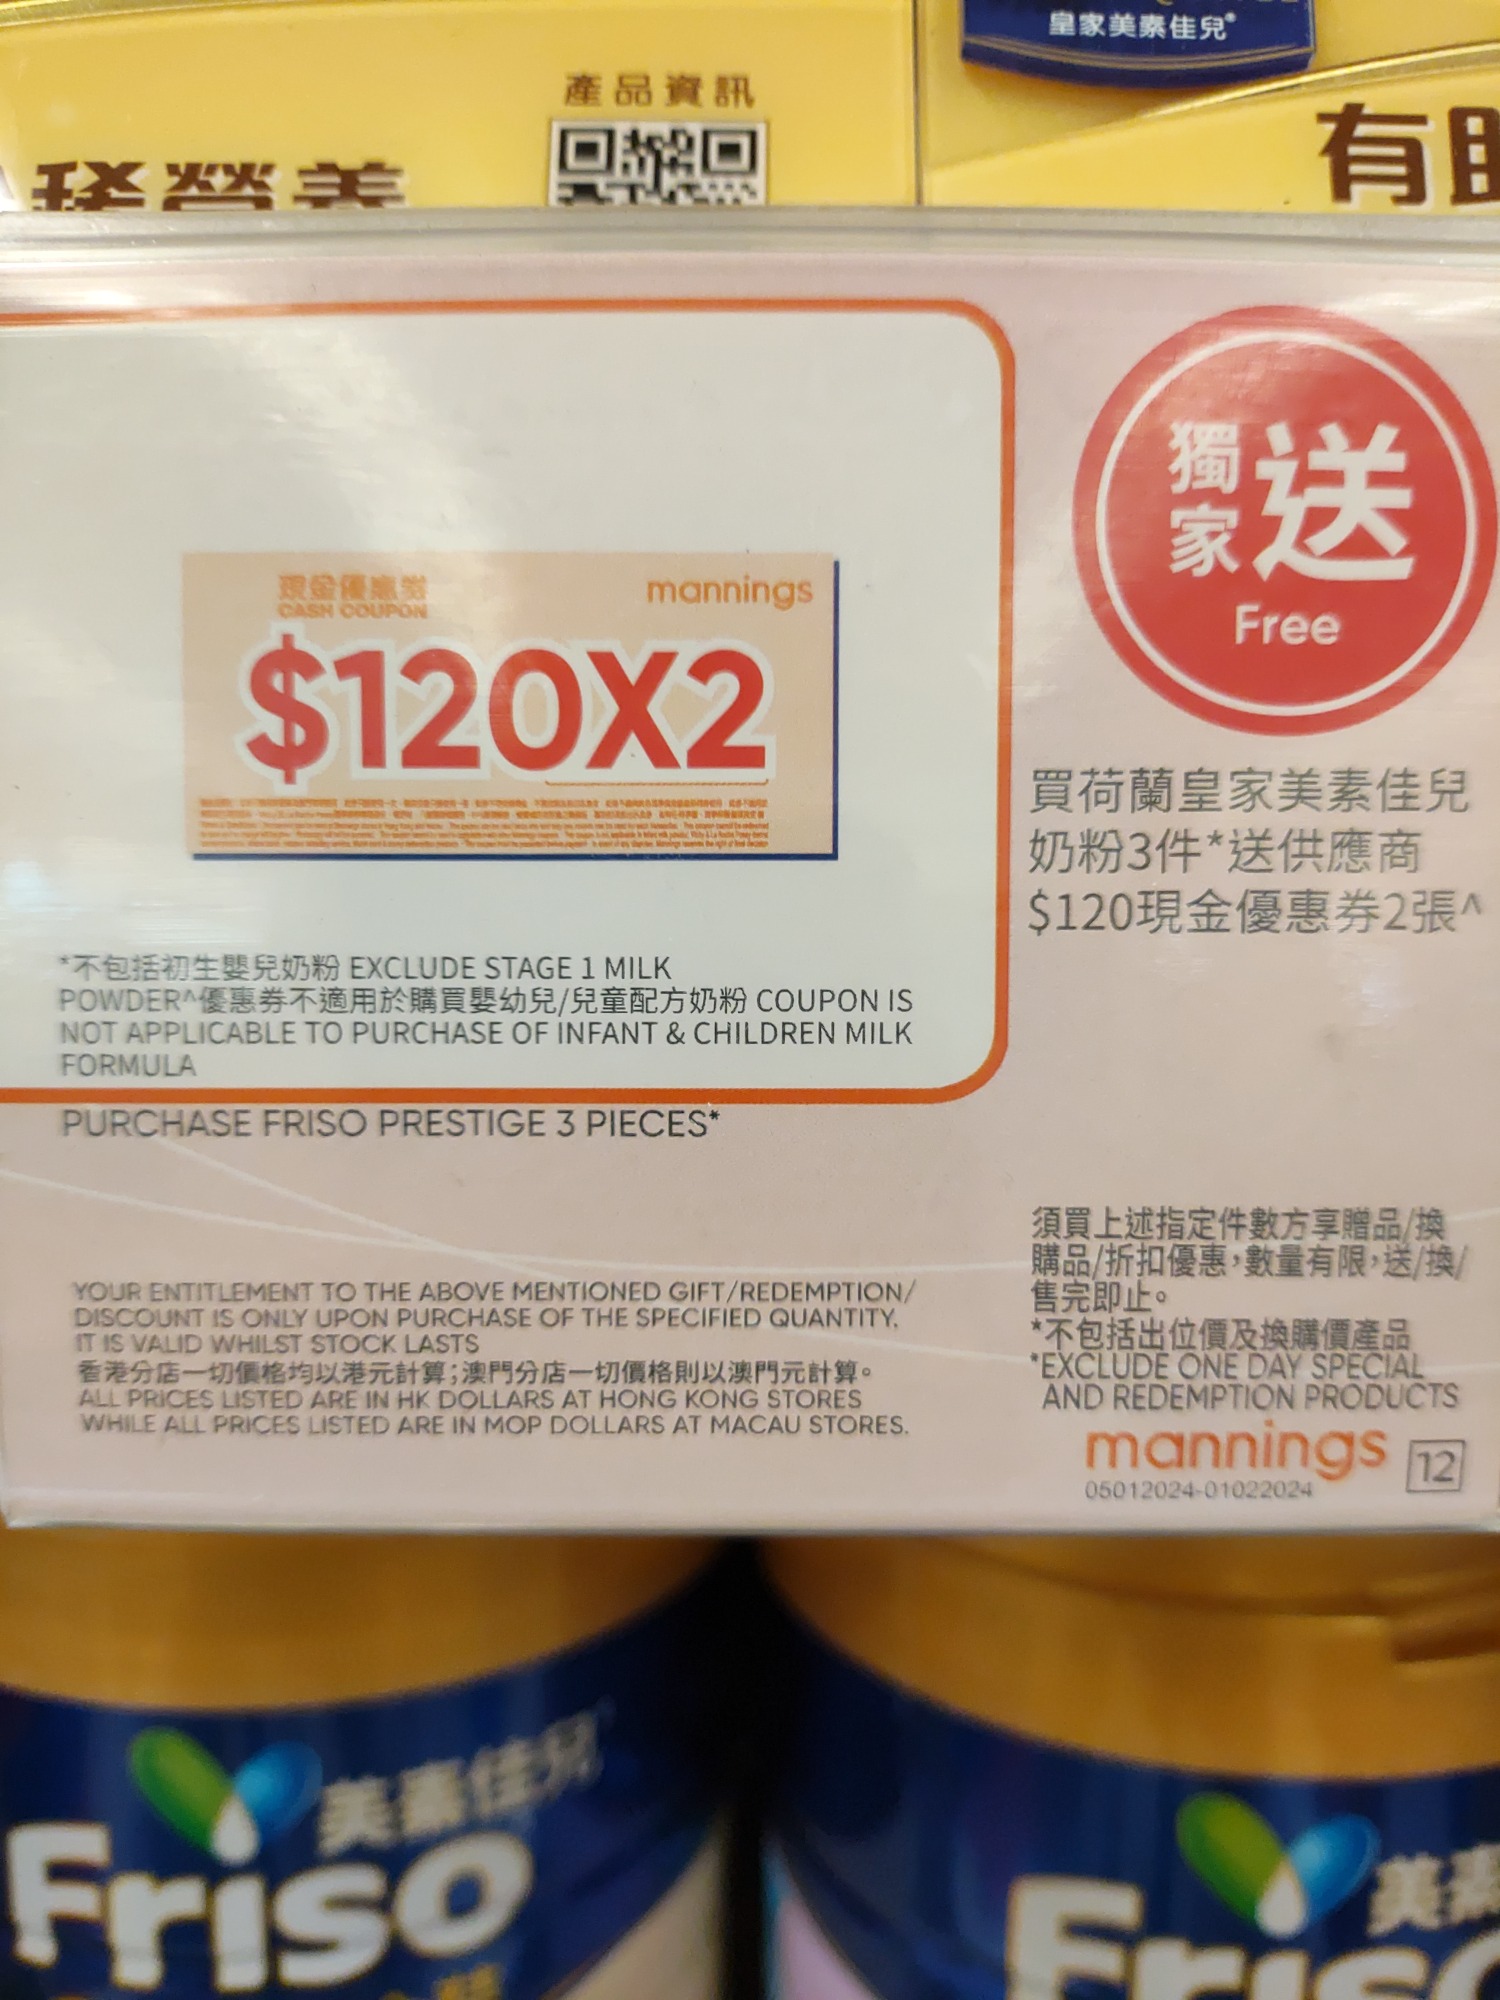 皇家美素佳兒®
產品資訊
稀營養
有助
獨家送
Free
現金優惠券
CASH COUPON
mannings
$120X2
買荷蘭皇家美素佳兒
奶粉3件*送供應商
$120現金優惠券2張^
*不包括初生嬰兒奶粉 EXCLUDE STAGE 1 MILK
POWDER^優惠券不適用於購買嬰幼兒/兒童配方奶粉 COUPON IS
NOT APPLICABLE TO PURCHASE OF INFANT & CHILDREN MILK
FORMULA
PURCHASE FRISO PRESTIGE 3 PIECES*
YOUR ENTITLEMENT TO THE ABOVE MENTIONED GIFT/REDEMPTION/
DISCOUNT IS ONLY UPON PURCHASE OF THE SPECIFIED QUANTITY.
IT IS VALID WHILST STOCK LASTS
香港分店一切價格均以港元計算;澳門分店一切價格則以澳門元計算。
ALL PRICES LISTED ARE IN HK DOLLARS AT HONG KONG STORES
WHILE ALL PRICES LISTED ARE IN MOP DOLLARS AT MACAU STORES.
須買上述指定件數方享贈品/換
購品/折扣優惠,數量有限,送/換/
售完即止。
*不包括出位價及換購價產品
*EXCLUDE ONE DAY SPECIAL
AND REDEMPTION PRODUCTS
mannings 12
05012024-01022024
美素佳兒
Friso
美素
Friso